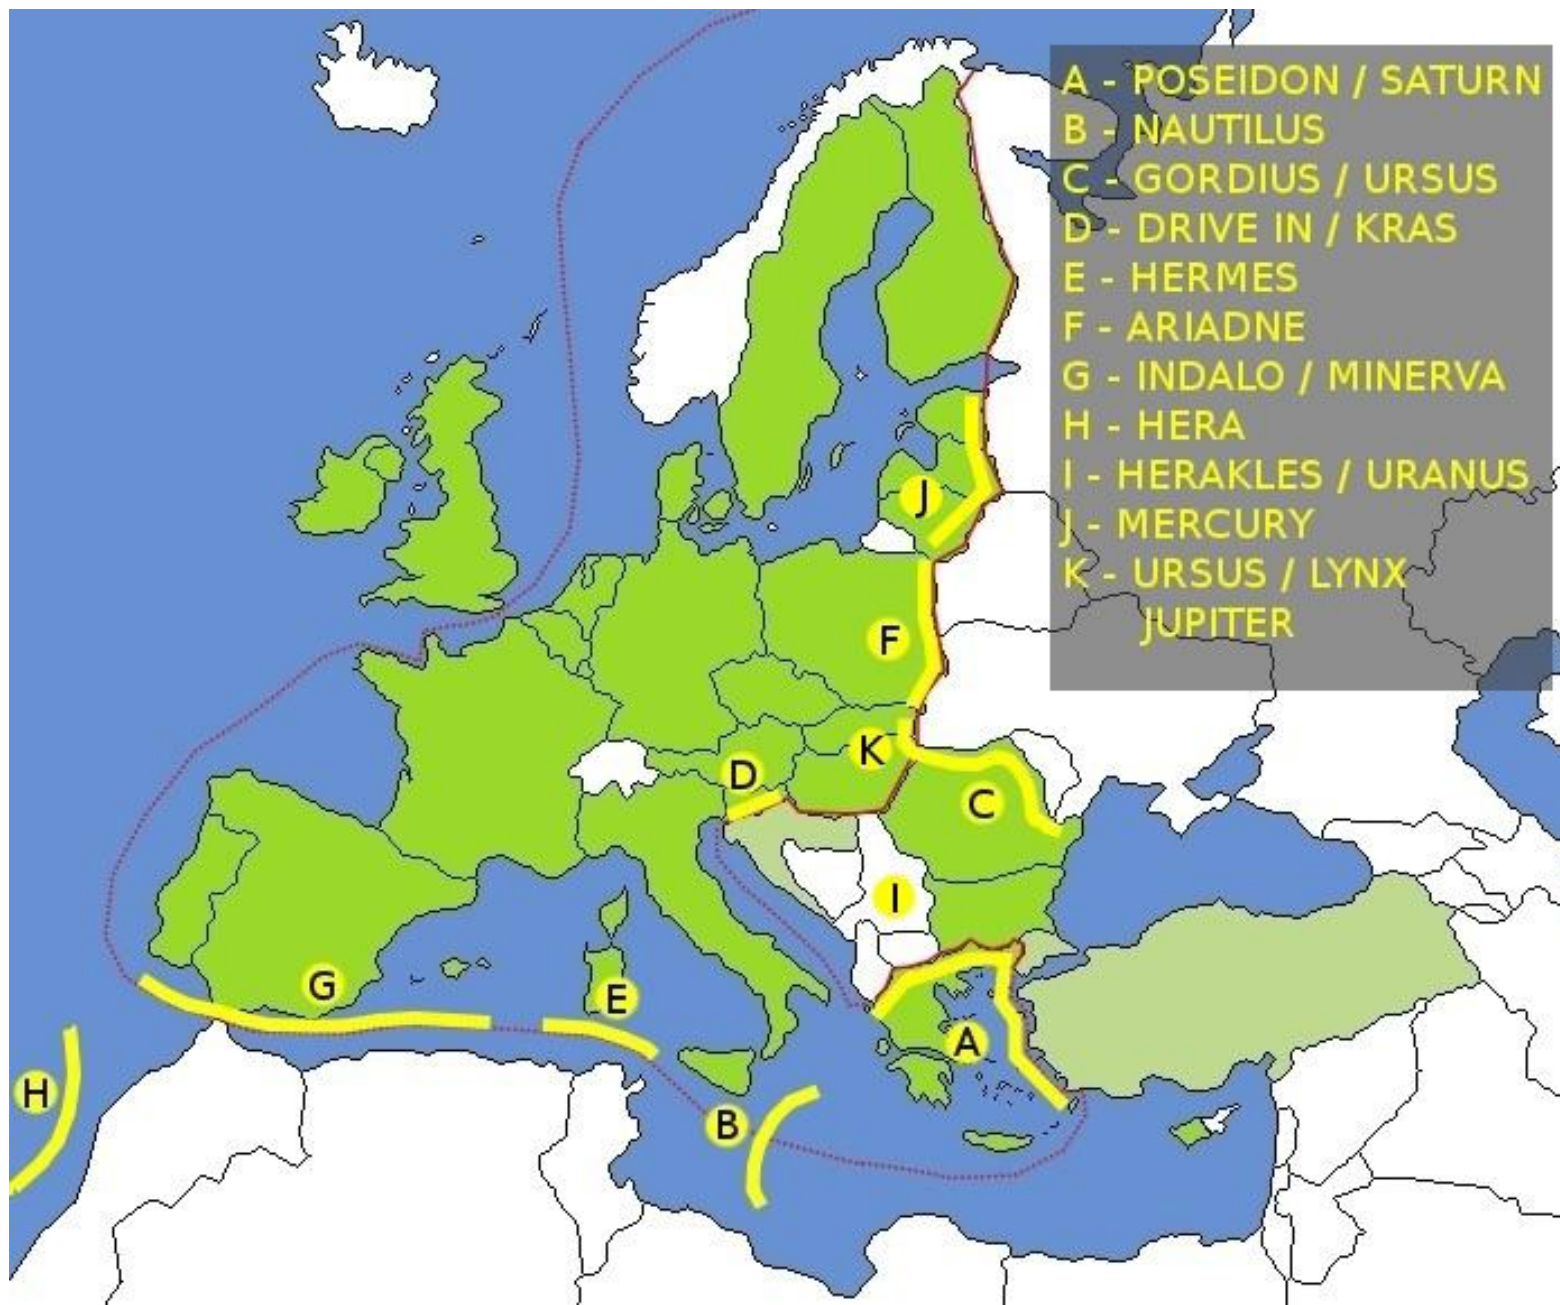 A - POSEIDON / SATURN
B - NAUTILUS
C - GORDIUS / URSUS
D - DRIVE IN / KRAS
E - HERMES
F - ARIADNE
G - INDALO / MINERVA
H - HERA
I - HERAKLES / URANUS
J - MERCURY
K - URSUS / LYNX
JUPITER
J
F
K
D
C
I
G
E
A
H
B